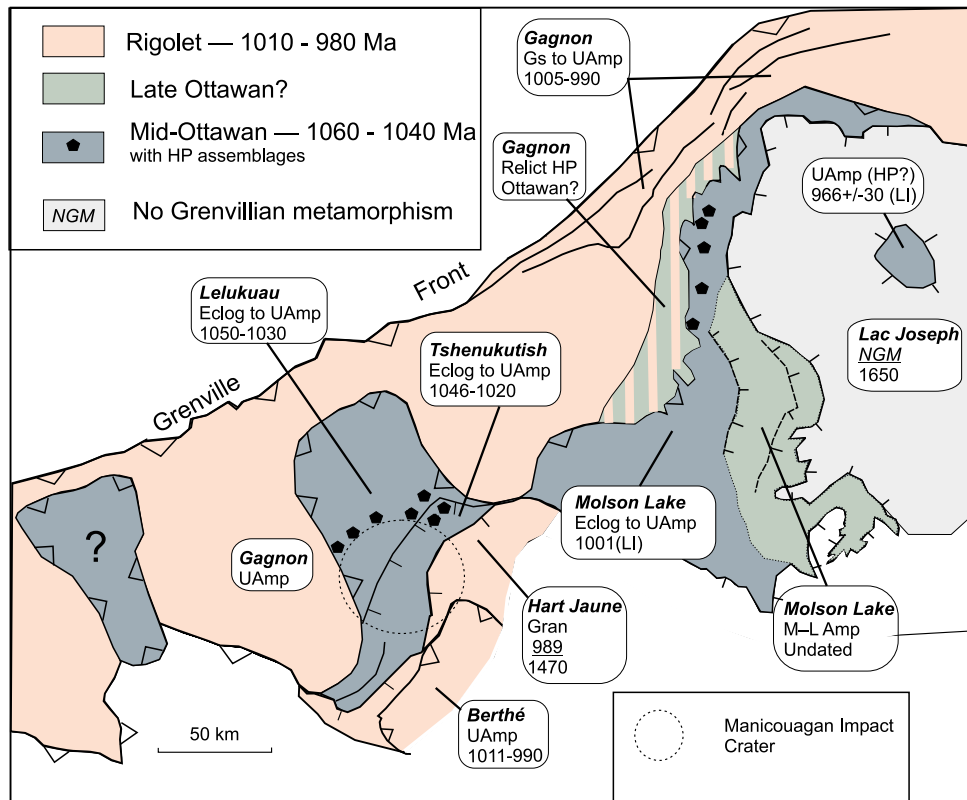 Rigolet — 1010 - 980 Ma
Late Ottawan?
Mid-Ottawan — 1060 - 1040 Ma
with HP assemblages
NGM
No Grenvillian metamorphism
Gagnon
Gs to UAmp
1005-990
Gagnon
Relict HP
Ottawan?
UAmp (HP?)
966+/-30 (LI)
Grenville
Front
Lelukuau
Eclog to UAmp
1050-1030
Tshenukutish
Eclog to UAmp
1046-1020
Lac Joseph
NGM
1650
?
Gagnon
UAmp
Molson Lake
Eclog to UAmp
1001(LI)
Hart Jaune
Gran
989
1470
Molson Lake
M–L Amp
Undated
Berthé
UAmp
1011-990
50 km
Manicouagan Impact
Crater